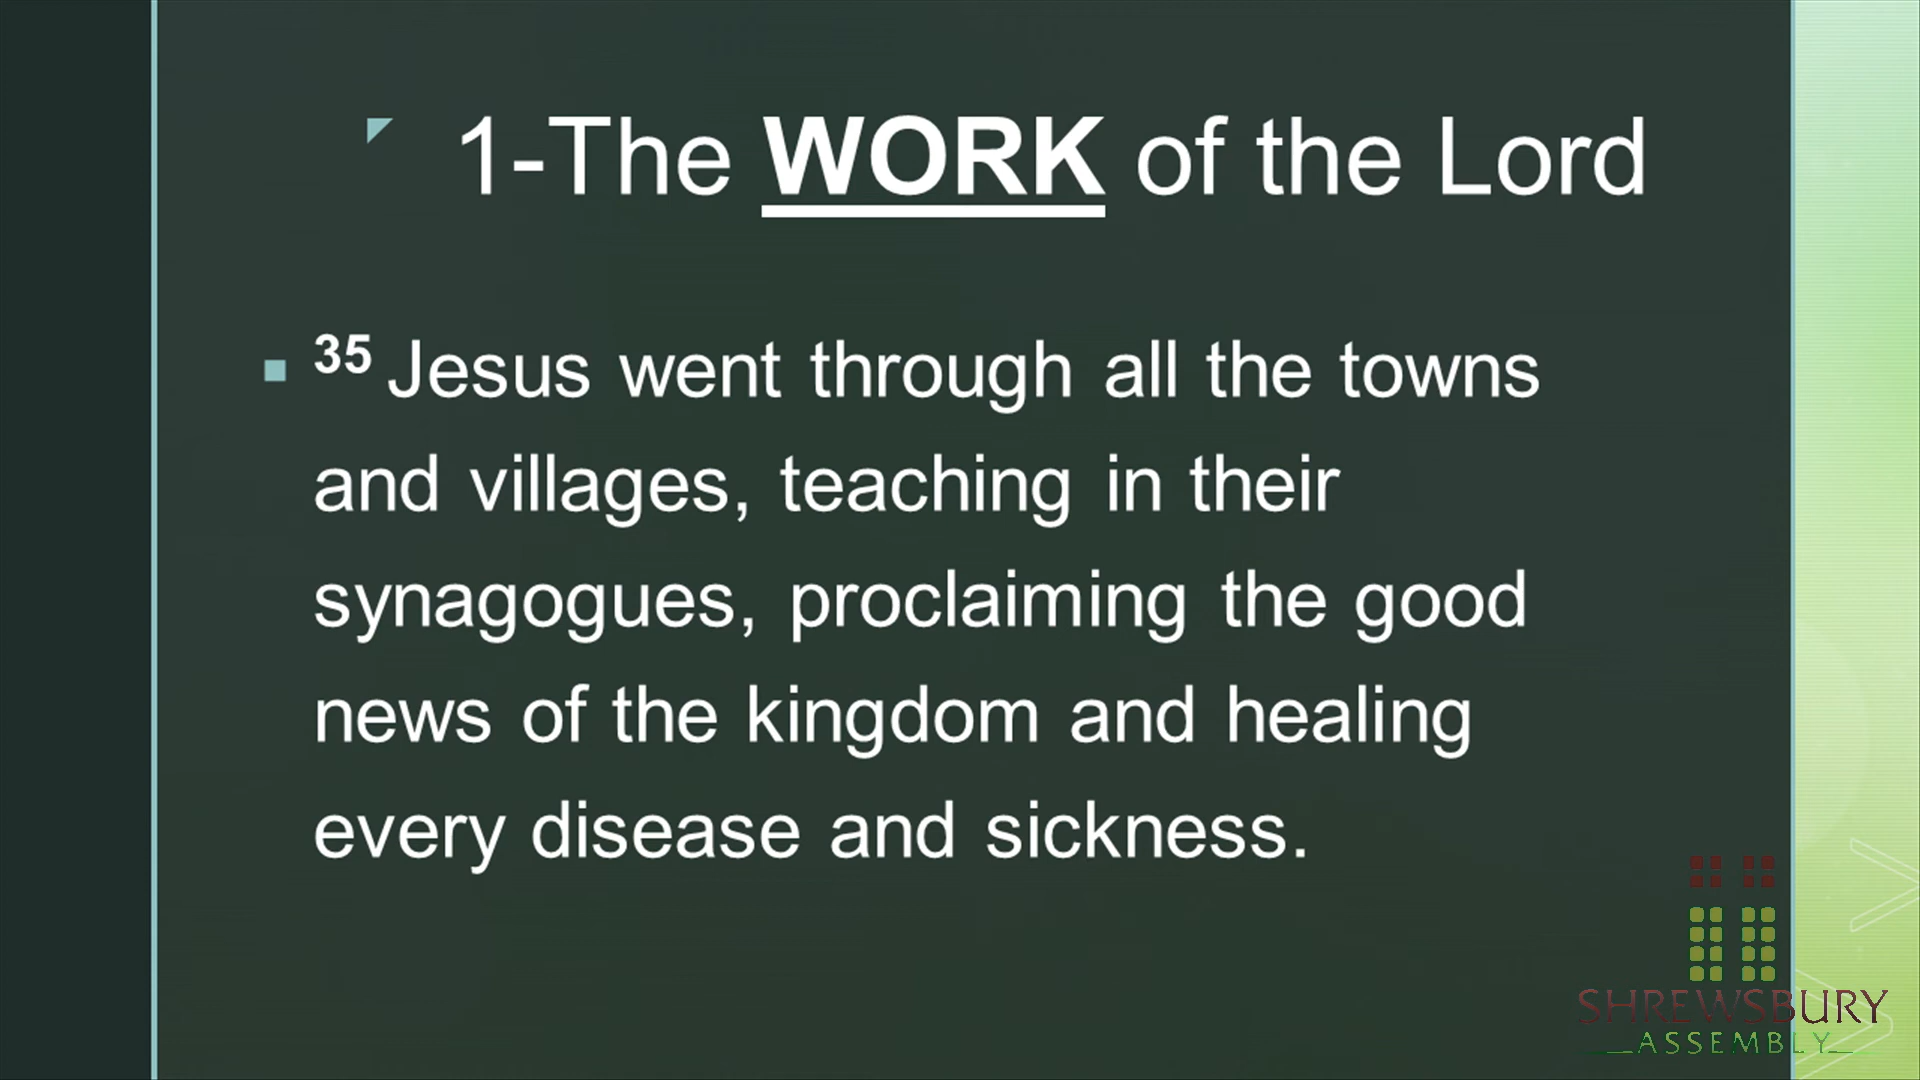 1-The WORK of the Lord
35 Jesus went through all the towns
and villages, teaching in their
synagogues, proclaiming the good
news of the kingdom and healing
every disease and sickness.
SHREWSBURY
ASSEMBLY